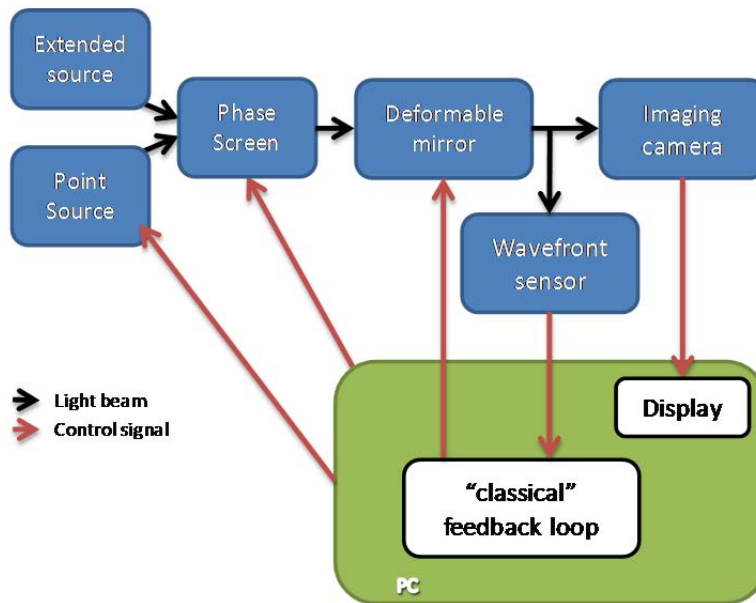 Extended
source
Phase
Screen
Deformable
mirror
Imaging
camera
Point
Source
Wavefront
sensor
Light beam
Control signal
Display
“classical”
feedback loop
PC